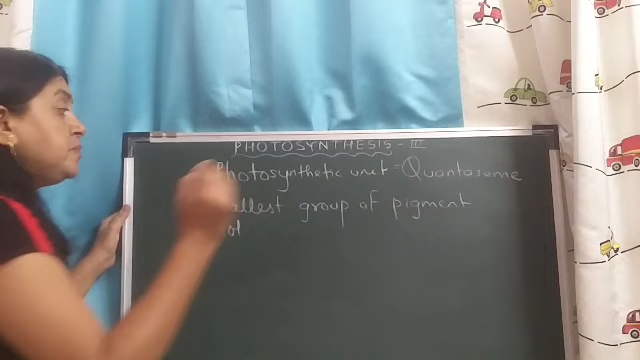 PHOTOSYNTHESIS - III
Photosynthetic unit = Quantasome
allest group of pigment